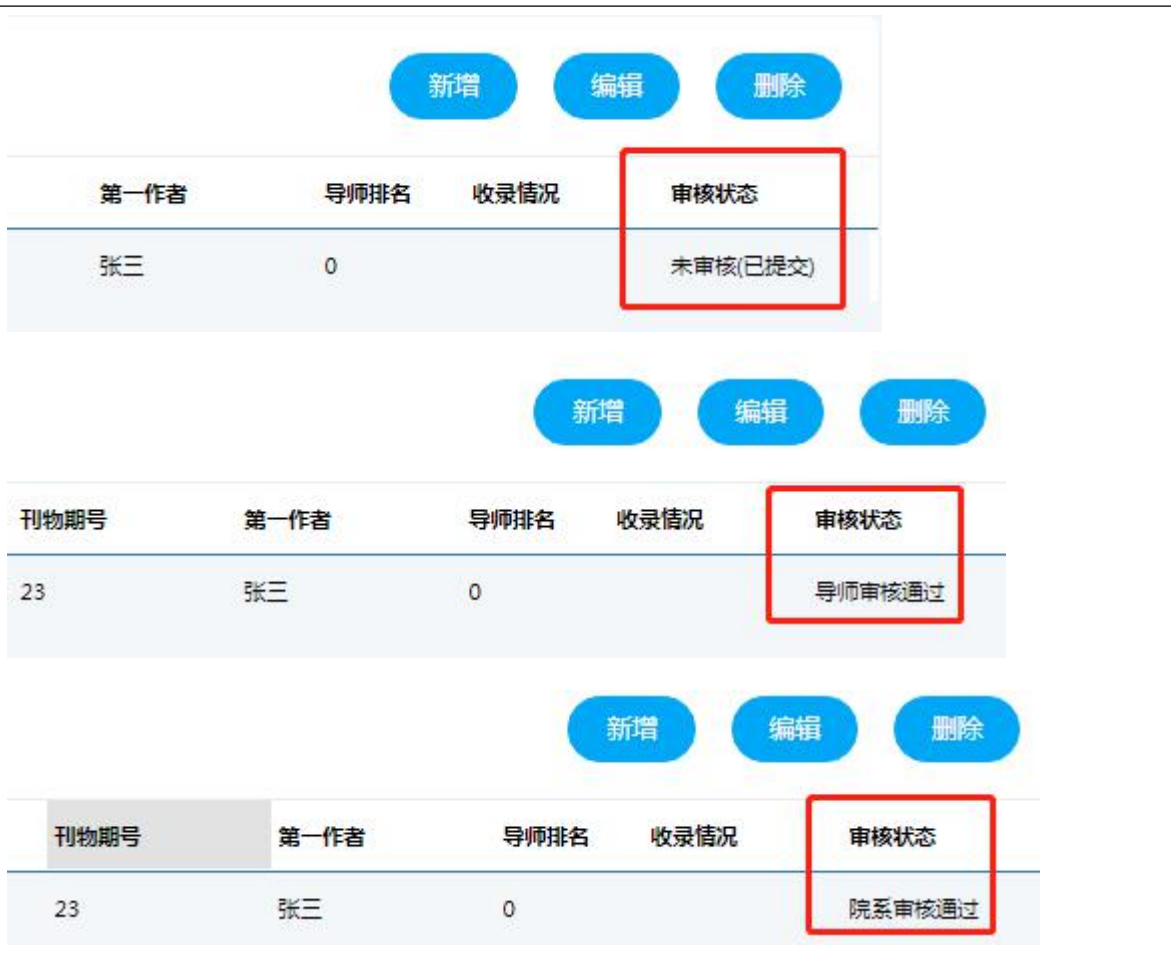 新增 编辑 删除
第一作者 导师排名 收录情况 审核状态
张三 0 未审核(已提交)
新增 编辑 删除
刊物期号 第一作者 导师排名 收录情况 审核状态
23 张三 0 导师审核通过
新增 编辑 删除
刊物期号 第一作者 导师排名 收录情况 审核状态
23 张三 0 院系审核通过